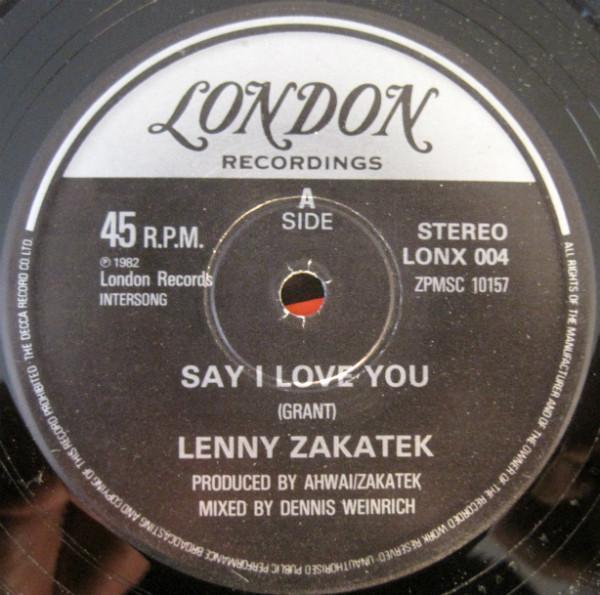 LONDON
RECORDINGS
A
SIDE
45 R.P.M.
℗ 1982
London Records
INTERSONG
STEREO
LONX 004
ZPMSC 10157
SAY I LOVE YOU
(GRANT)
LENNY ZAKATEK
PRODUCED BY AHWAI/ZAKATEK
MIXED BY DENNIS WEINRICH
ALL RIGHTS OF THE MANUFACTURER AND OF THE OWNER OF THE RECORDED WORK RESERVED. UNAUTHORISED PUBLIC PERFORMANCE BROADCASTING AND COPYING OF THIS RECORD PROHIBITED. THE DECCA RECORD CO LTD